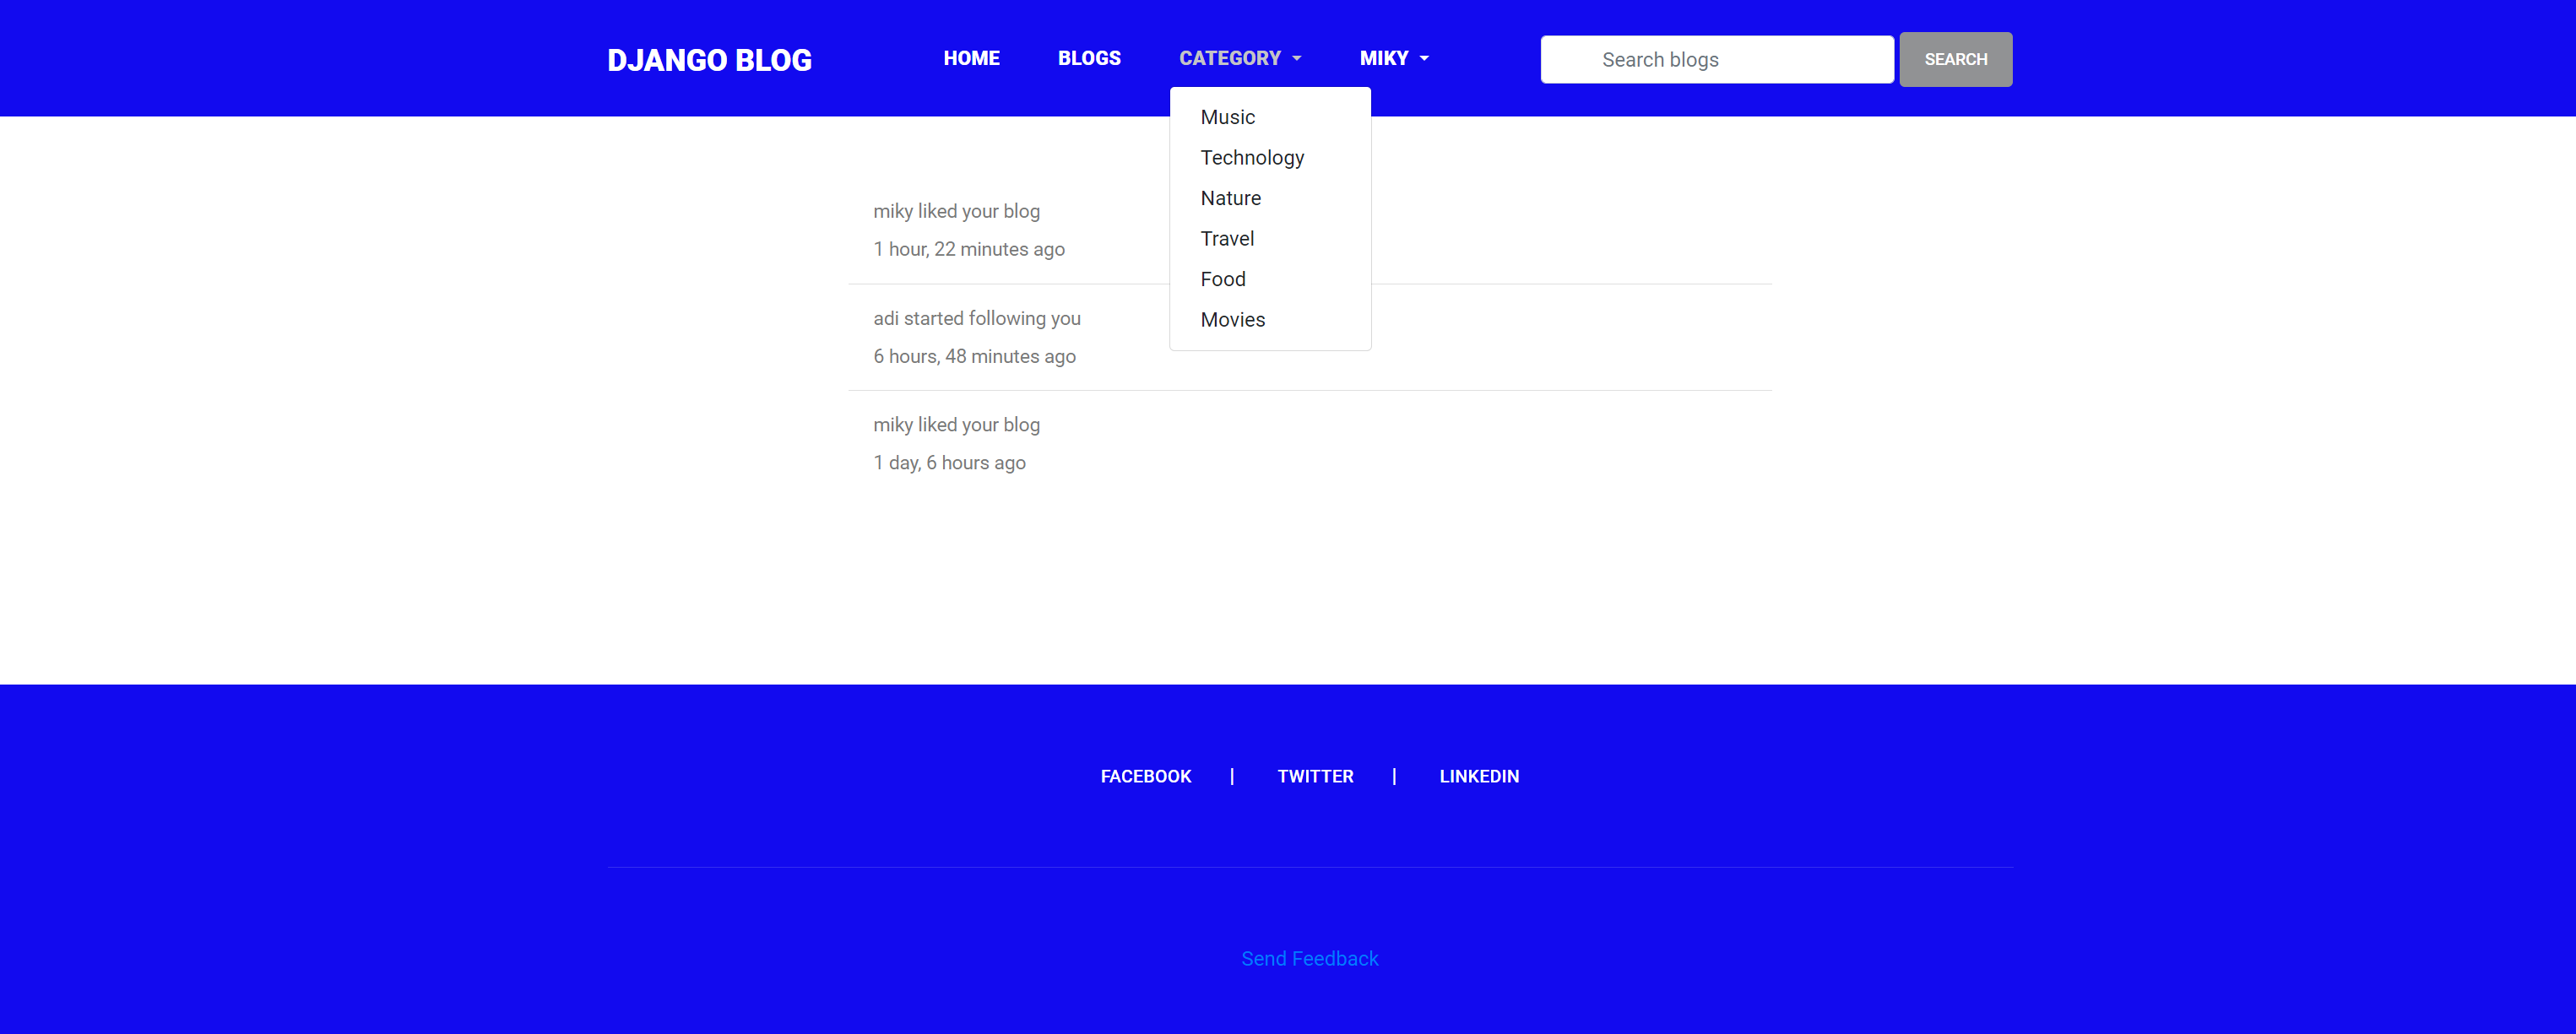 DJANGO BLOG HOME BLOGS CATEGORY MIKY Search blogs SEARCH
Music
Technology
Nature
Travel
Food
Movies
miky liked your blog
1 hour, 22 minutes ago
adi started following you
6 hours, 48 minutes ago
miky liked your blog
1 day, 6 hours ago
FACEBOOK | TWITTER | LINKEDIN
Send Feedback